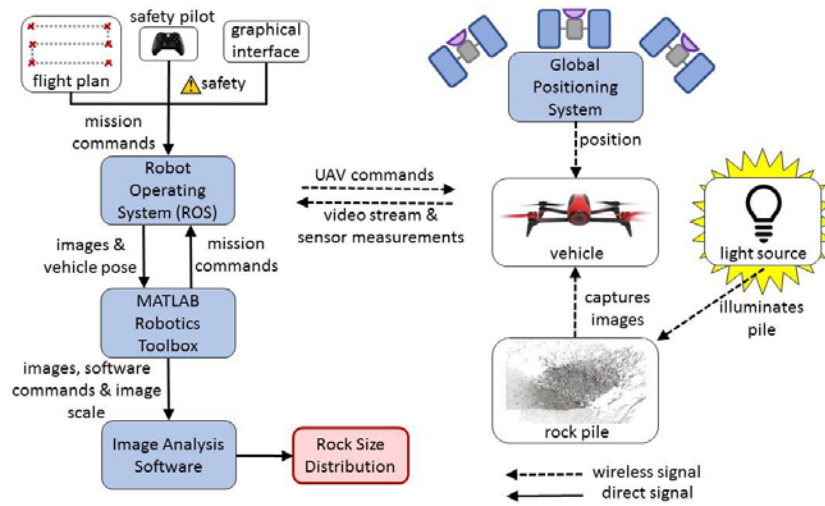 flight plan
safety pilot
graphical
interface
safety
mission
commands
Robot
Operating
System (ROS)
images &
vehicle pose
mission
commands
MATLAB
Robotics
Toolbox
images, software
commands & image
scale
Image Analysis
Software
Rock Size
Distribution
UAV commands
video stream &
sensor measurements
Global
Positioning
System
position
vehicle
light source
captures
images
illuminates
pile
rock pile
wireless signal
direct signal